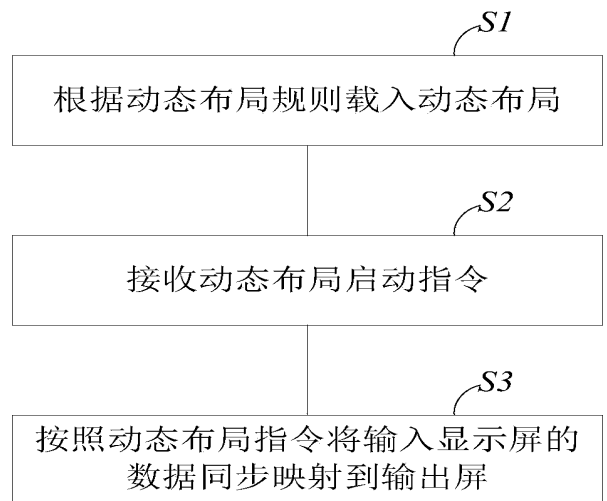 S1
根据动态布局规则载入动态布局
S2
接收动态布局启动指令
S3
按照动态布局指令将输入显示屏的
数据同步映射到输出屏